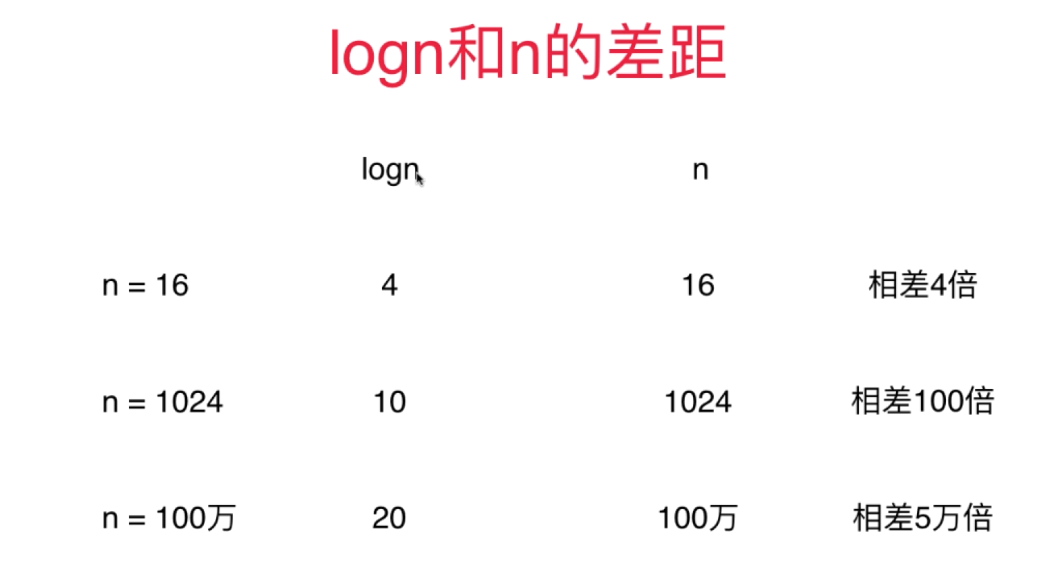 logn和n的差距
logn n
n = 16 4 16 相差4倍
n = 1024 10 1024 相差100倍
n = 100万 20 100万 相差5万倍